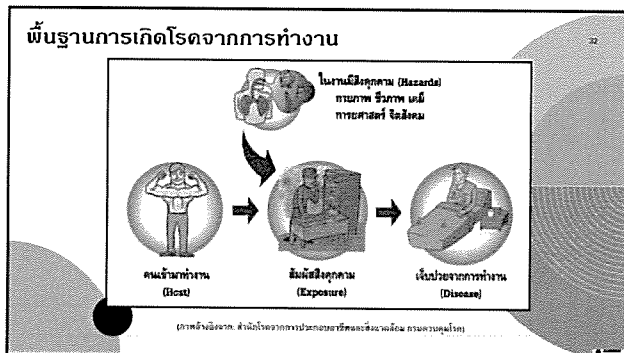 พื้นฐานการเกิดโรคจากการทำงาน
32
ในงานมีสิ่งคุกคาม (Hazards)
กายภาพ ชีวภาพ เคมี
การยศาสตร์ จิตสังคม
คนเข้ามาทำงาน
(Host)
สัมผัสสิ่งคุกคาม
(Exposure)
เจ็บป่วยจากการทำงาน
(Disease)
(ภาพอ้างอิงจาก: สำนักโรคจากการประกอบอาชีพและสิ่งแวดล้อม กรมควบคุมโรค)